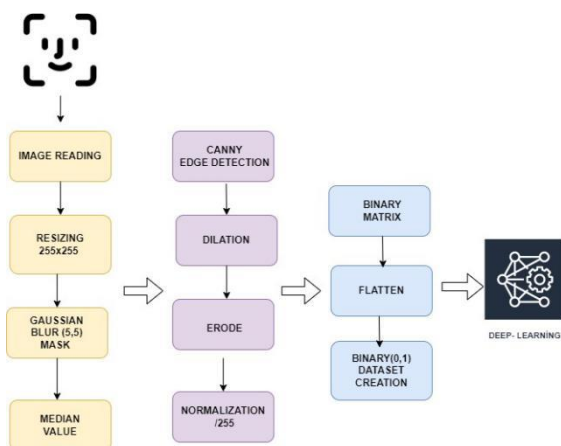 IMAGE READING
RESIZING
255x255
GAUSSIAN
BLUR (5,5)
MASK
MEDIAN
VALUE
CANNY
EDGE DETECTION
DILATION
ERODE
NORMALIZATION
/255
BINARY
MATRIX
FLATTEN
BINARY(0,1)
DATASET
CREATION
DEEP- LEARNİNG